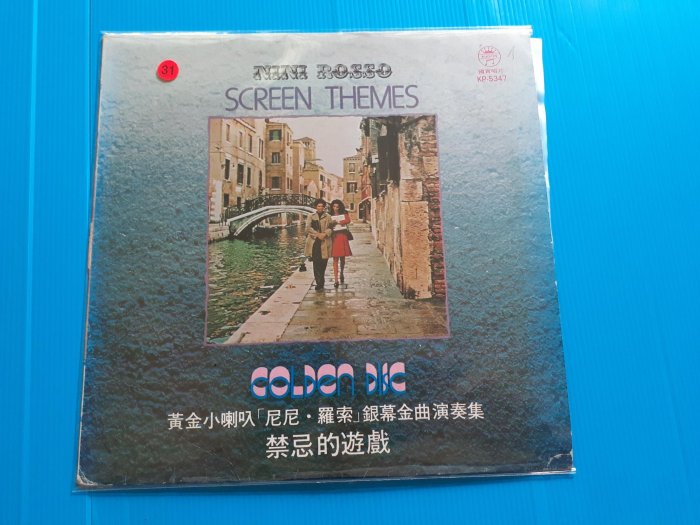 31
NINI ROSSO
SCREEN THEMES
KP-5347
GOLDEN DISC
黃金小喇叭「尼尼・羅索」銀幕金曲演奏集
禁忌的遊戲